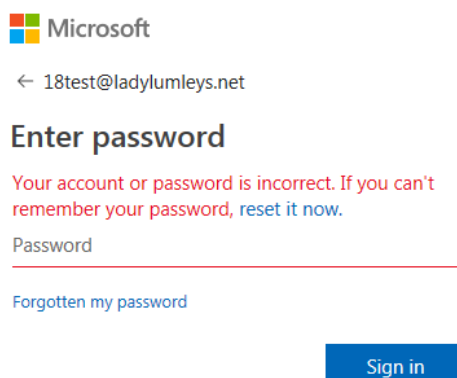 Microsoft
← 18test@ladylumleys.net
Enter password
Your account or password is incorrect. If you can't
remember your password, reset it now.
Password
Forgotten my password
Sign in